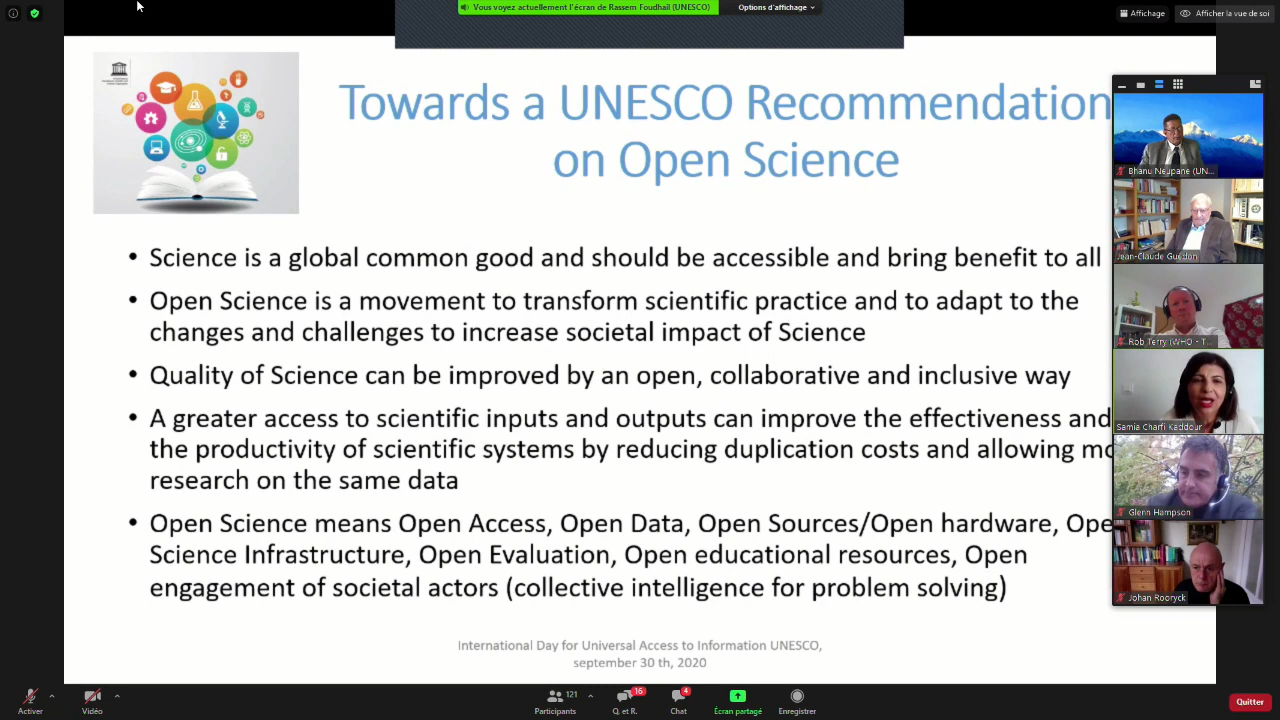 Vous voyez actuellement l'écran de Rassem Foudhail (UNESCO)
Options d'affichage
Affichage
Afficher la vue de soi
Towards a UNESCO Recommendation
on Open Science
• Science is a global common good and should be accessible and bring benefit to all
• Open Science is a movement to transform scientific practice and to adapt to the
changes and challenges to increase societal impact of Science
• Quality of Science can be improved by an open, collaborative and inclusive way
• A greater access to scientific inputs and outputs can improve the effectiveness and
the productivity of scientific systems by reducing duplication costs and allowing mo
research on the same data
• Open Science means Open Access, Open Data, Open Sources/Open hardware, Ope
Science Infrastructure, Open Evaluation, Open educational resources, Open
engagement of societal actors (collective intelligence for problem solving)
International Day for Universal Access to Information UNESCO,
september 30 th, 2020
Bhanu Neupane (UN...
Jean-Claude Guédon
Rob Terry (WHO - T...
Samia Charfi Kaddour
Glenn Hampson
Johan Rooryck
Activer
Vidéo
121
Participants
16
Q. et R.
4
Chat
Écran partagé
Enregistrer
Quitter